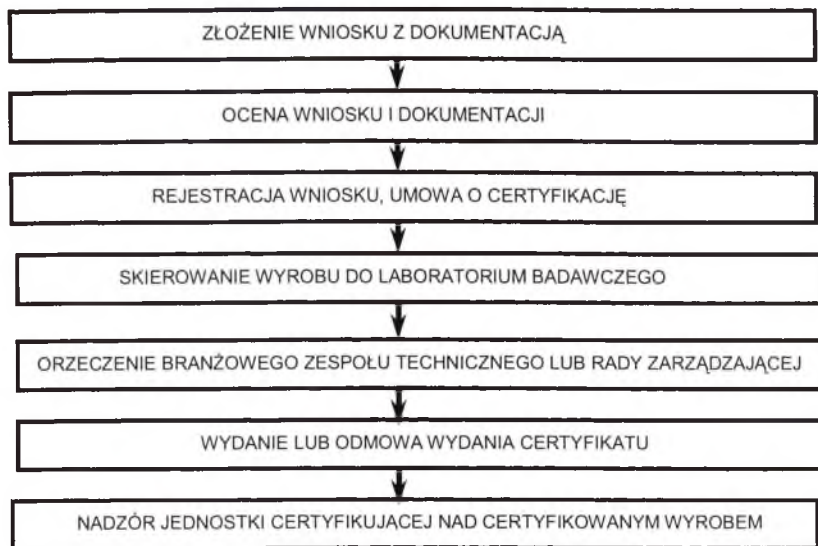 ZŁOŻENIE WNIOSKU Z DOKUMENTACJĄ
OCENA WNIOSKU I DOKUMENTACJI
REJESTRACJA WNIOSKU, UMOWA O CERTYFIKACJĘ
SKIEROWANIE WYROBU DO LABORATORIUM BADAWCZEGO
ORZECZENIE BRANŻOWEGO ZESPOŁU TECHNICZNEGO LUB RADY ZARZĄDZAJĄCEJ
WYDANIE LUB ODMOWA WYDANIA CERTYFIKATU
NADZÓR JEDNOSTKI CERTYFIKUJĄCEJ NAD CERTYFIKOWANYM WYROBEM